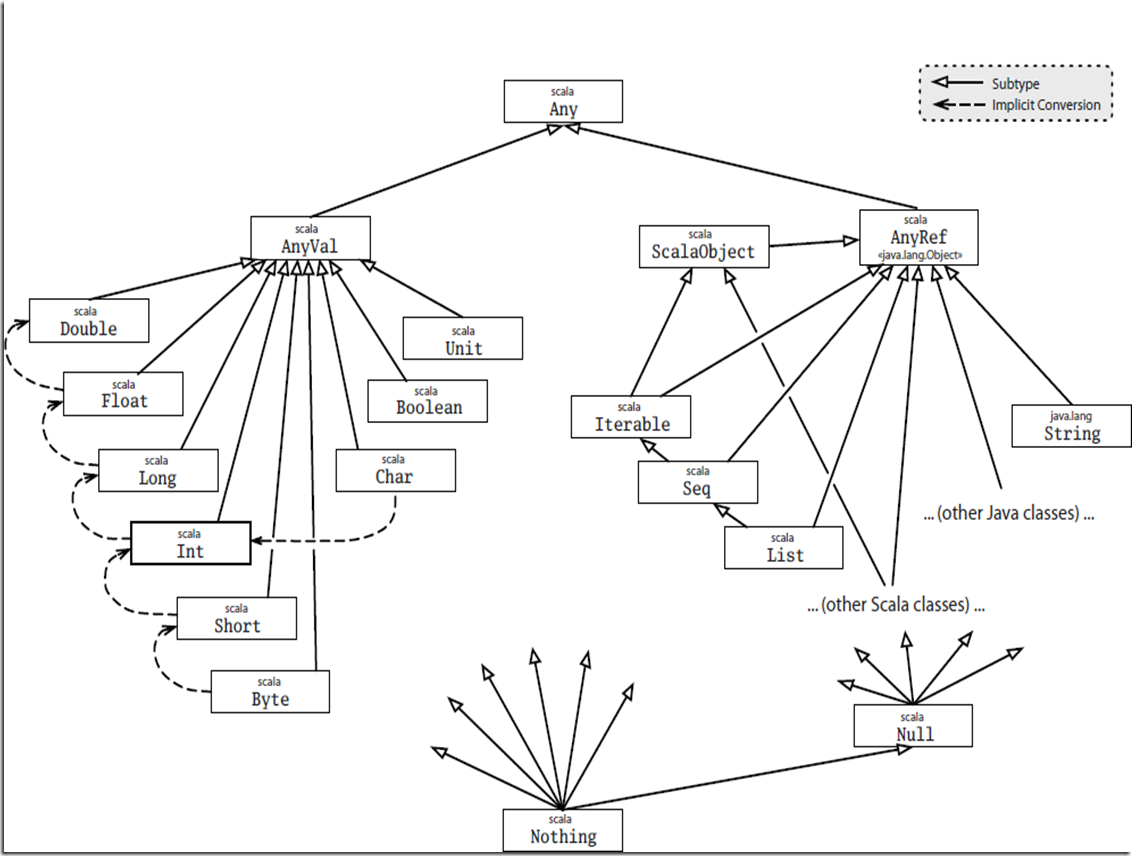 scala
Any
Subtype
Implicit Conversion
scala
AnyVal
scala
ScalaObject
scala
AnyRef
«java.lang.Object»
scala
Double
scala
Unit
scala
Float
scala
Boolean
scala
Iterable
java.lang
String
scala
Long
scala
Char
scala
Seq
... (other Java classes) ...
scala
Int
scala
List
scala
Short
... (other Scala classes) ...
scala
Byte
scala
Null
scala
Nothing